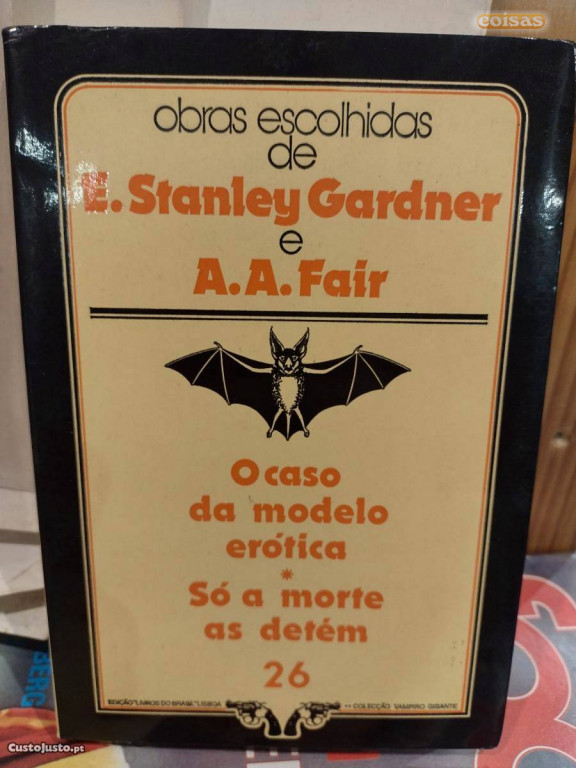 coisas
obras escolhidas
de
E. Stanley Gardner
e
A.A. Fair
O caso
da modelo
erótica
*
Só a morte
as detém
26
EDIÇÃO "LIVROS DO BRASIL" LISBOA
** COLECÇÃO VAMPIRO GIGANTE
BERG
CustoJusto.pt